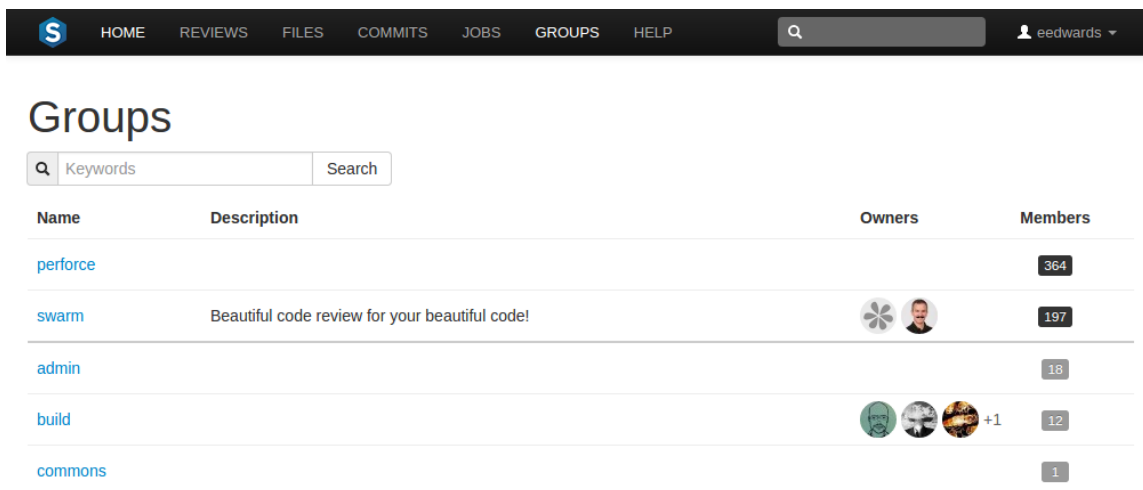 S HOME REVIEWS FILES COMMITS JOBS GROUPS HELP eedwards
Groups
Keywords Search
Name Description Owners Members
perforce 364
swarm Beautiful code review for your beautiful code! 197
admin 18
build +1 12
commons 1